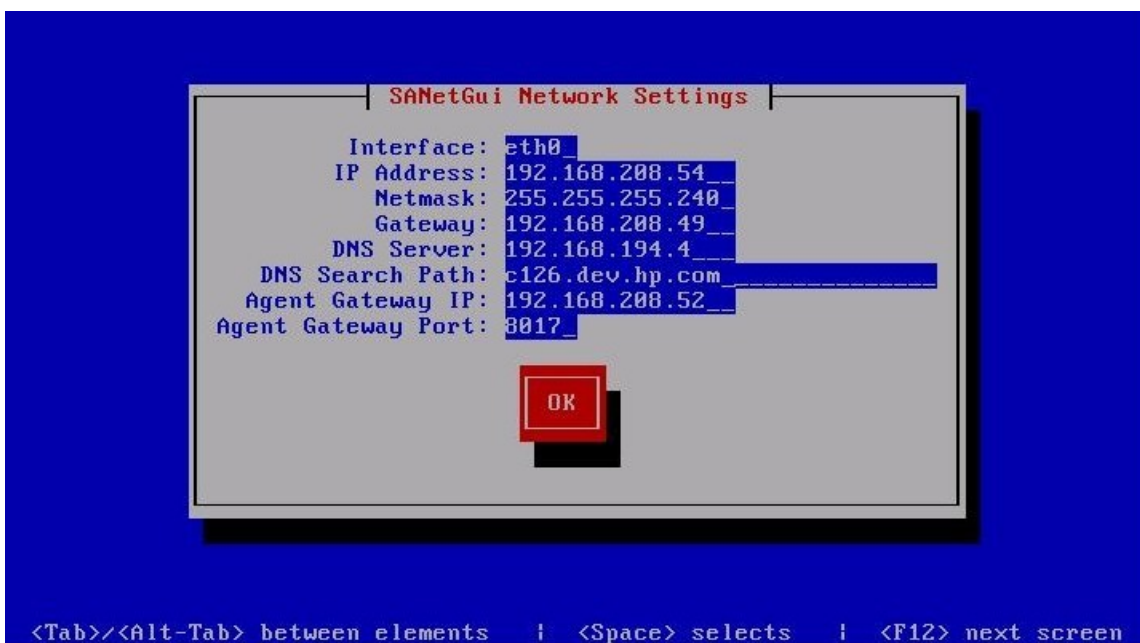 SANetGui Network Settings
Interface: eth0_
IP Address: 192.168.208.54__
Netmask: 255.255.255.240_
Gateway: 192.168.208.49__
DNS Server: 192.168.194.4___
DNS Search Path: c126.dev.hp.com_______________
Agent Gateway IP: 192.168.208.52__
Agent Gateway Port: 8017_
OK
<Tab>/<Alt-Tab> between elements | <Space> selects | <F12> next screen